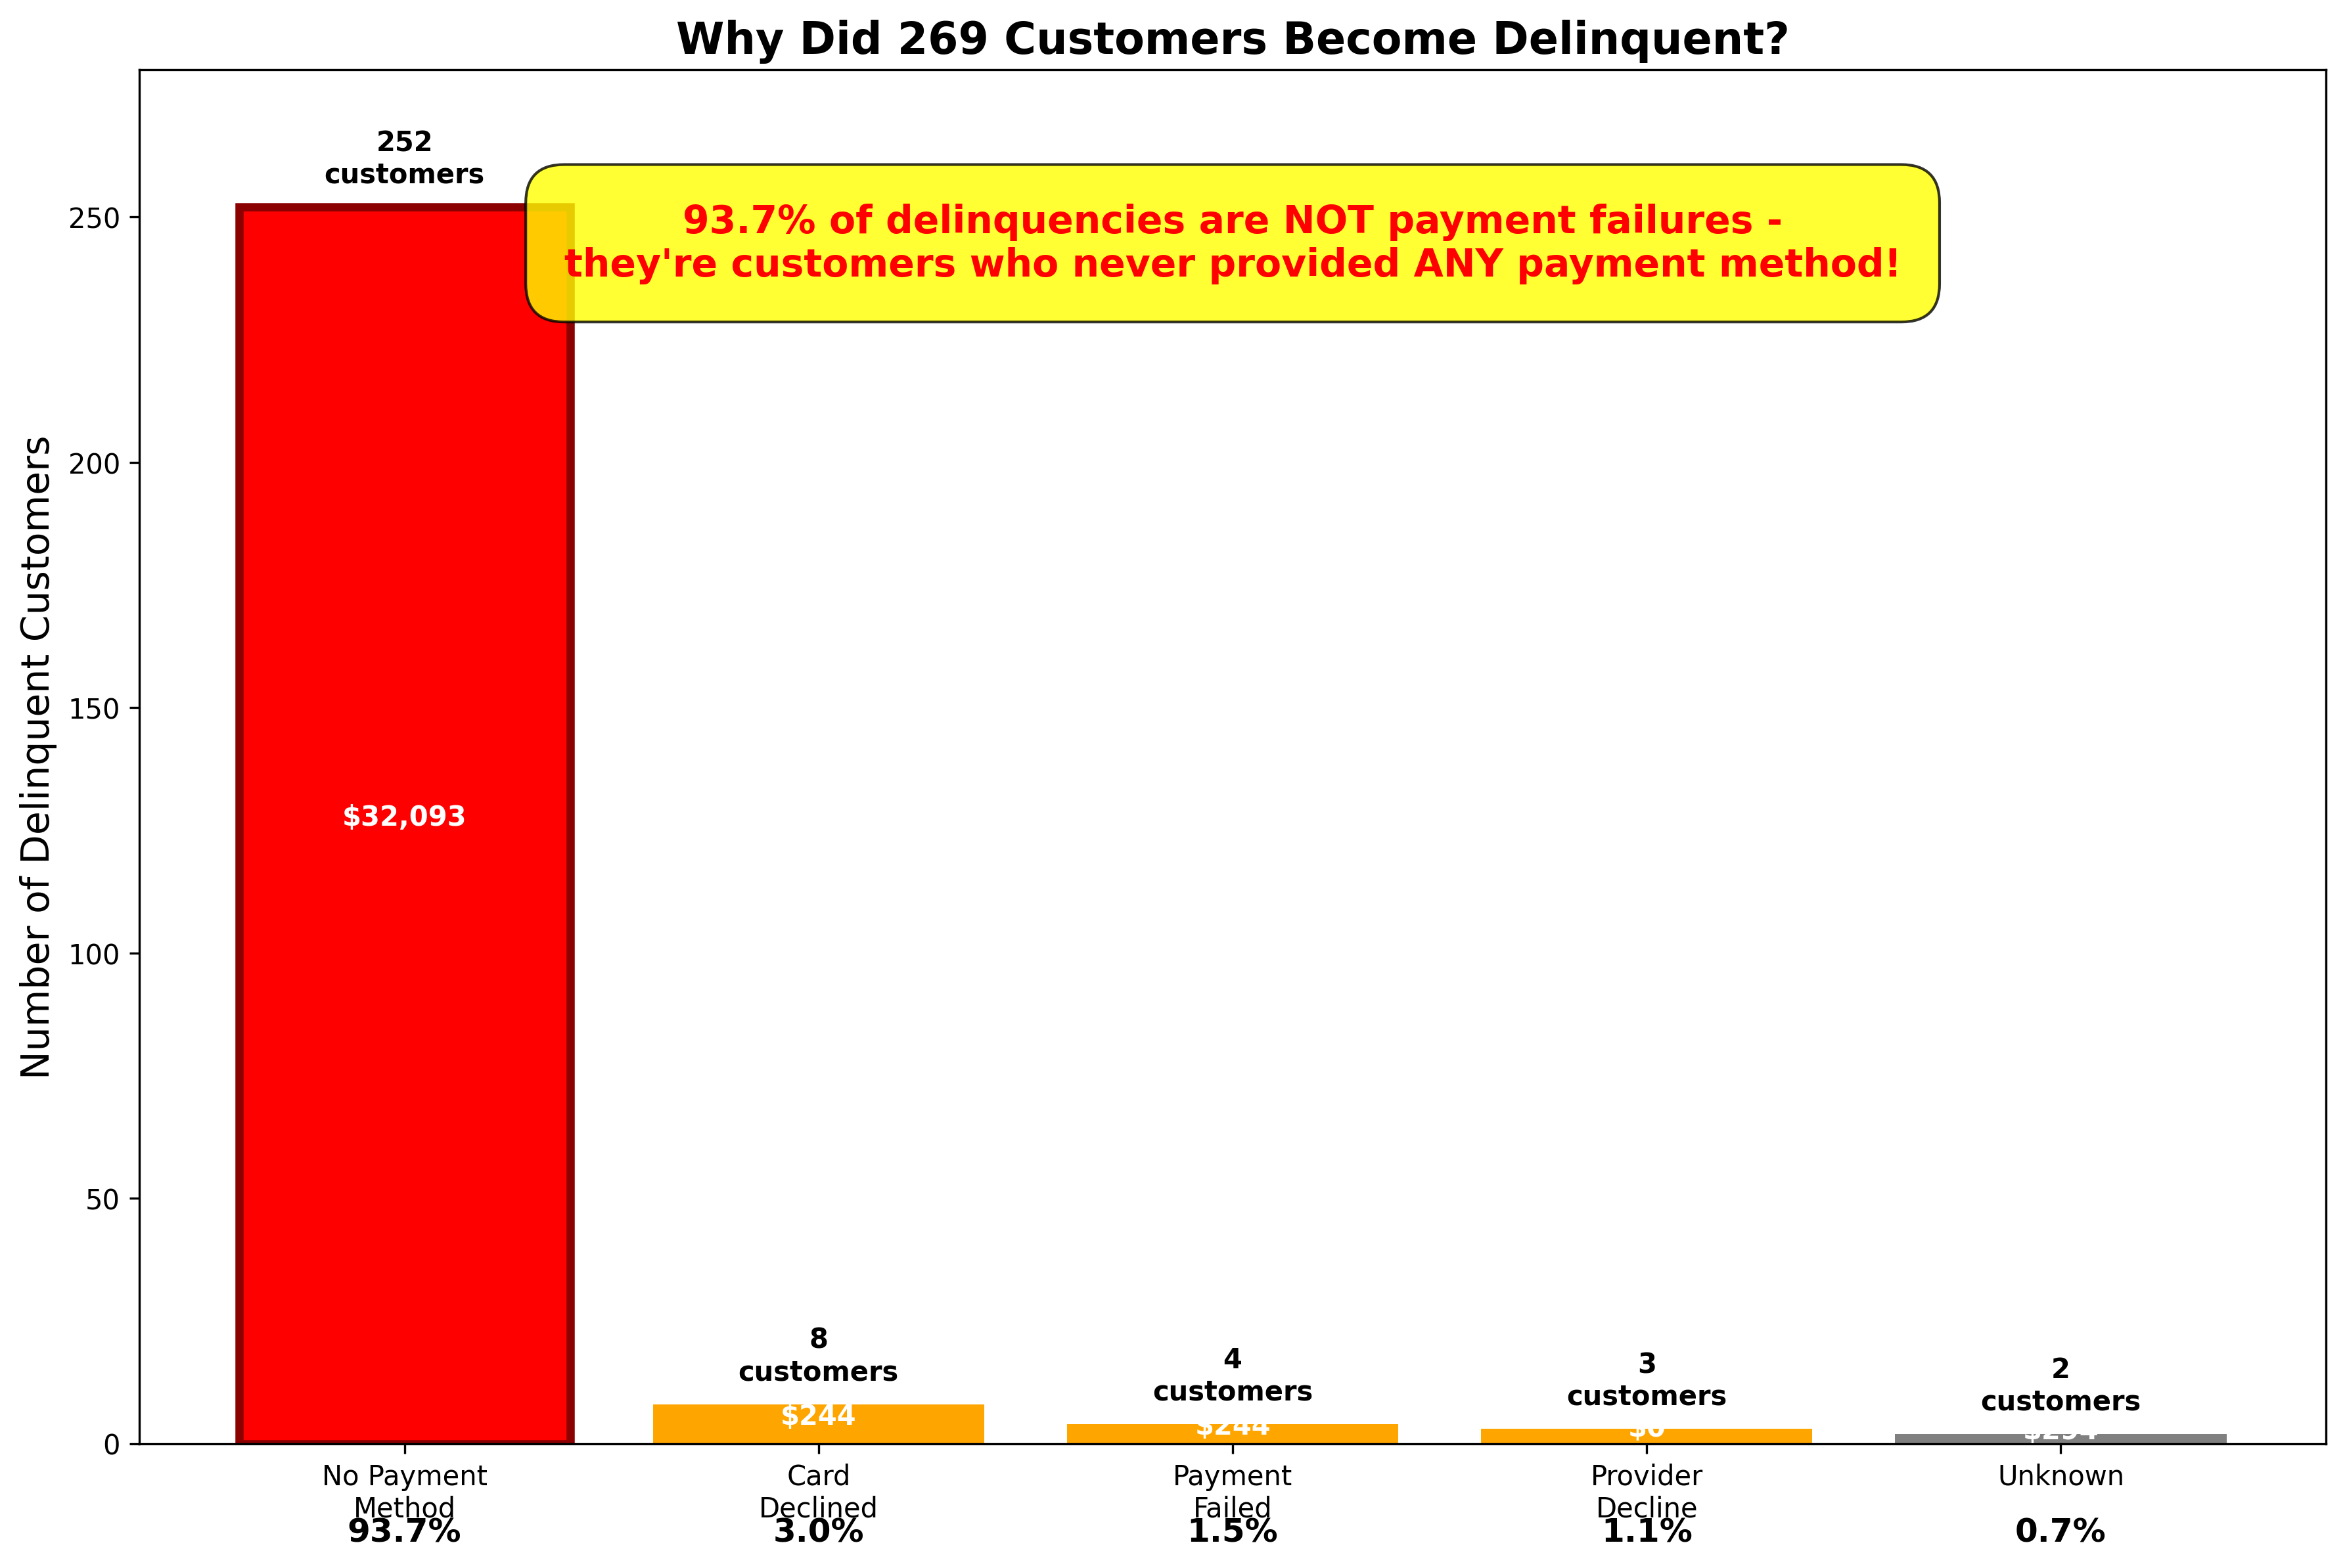 Why Did 269 Customers Become Delinquent?
252
customers
93.7% of delinquencies are NOT payment failures -
they're customers who never provided ANY payment method!
Number of Delinquent Customers
250
200
150
100
50
0
$32,093
8
customers
$244
4
customers
$244
3
customers
2
customers
No Payment
Method
93.7%
Card
Declined
3.0%
Payment
Failed
1.5%
Provider
Decline
1.1%
Unknown
0.7%